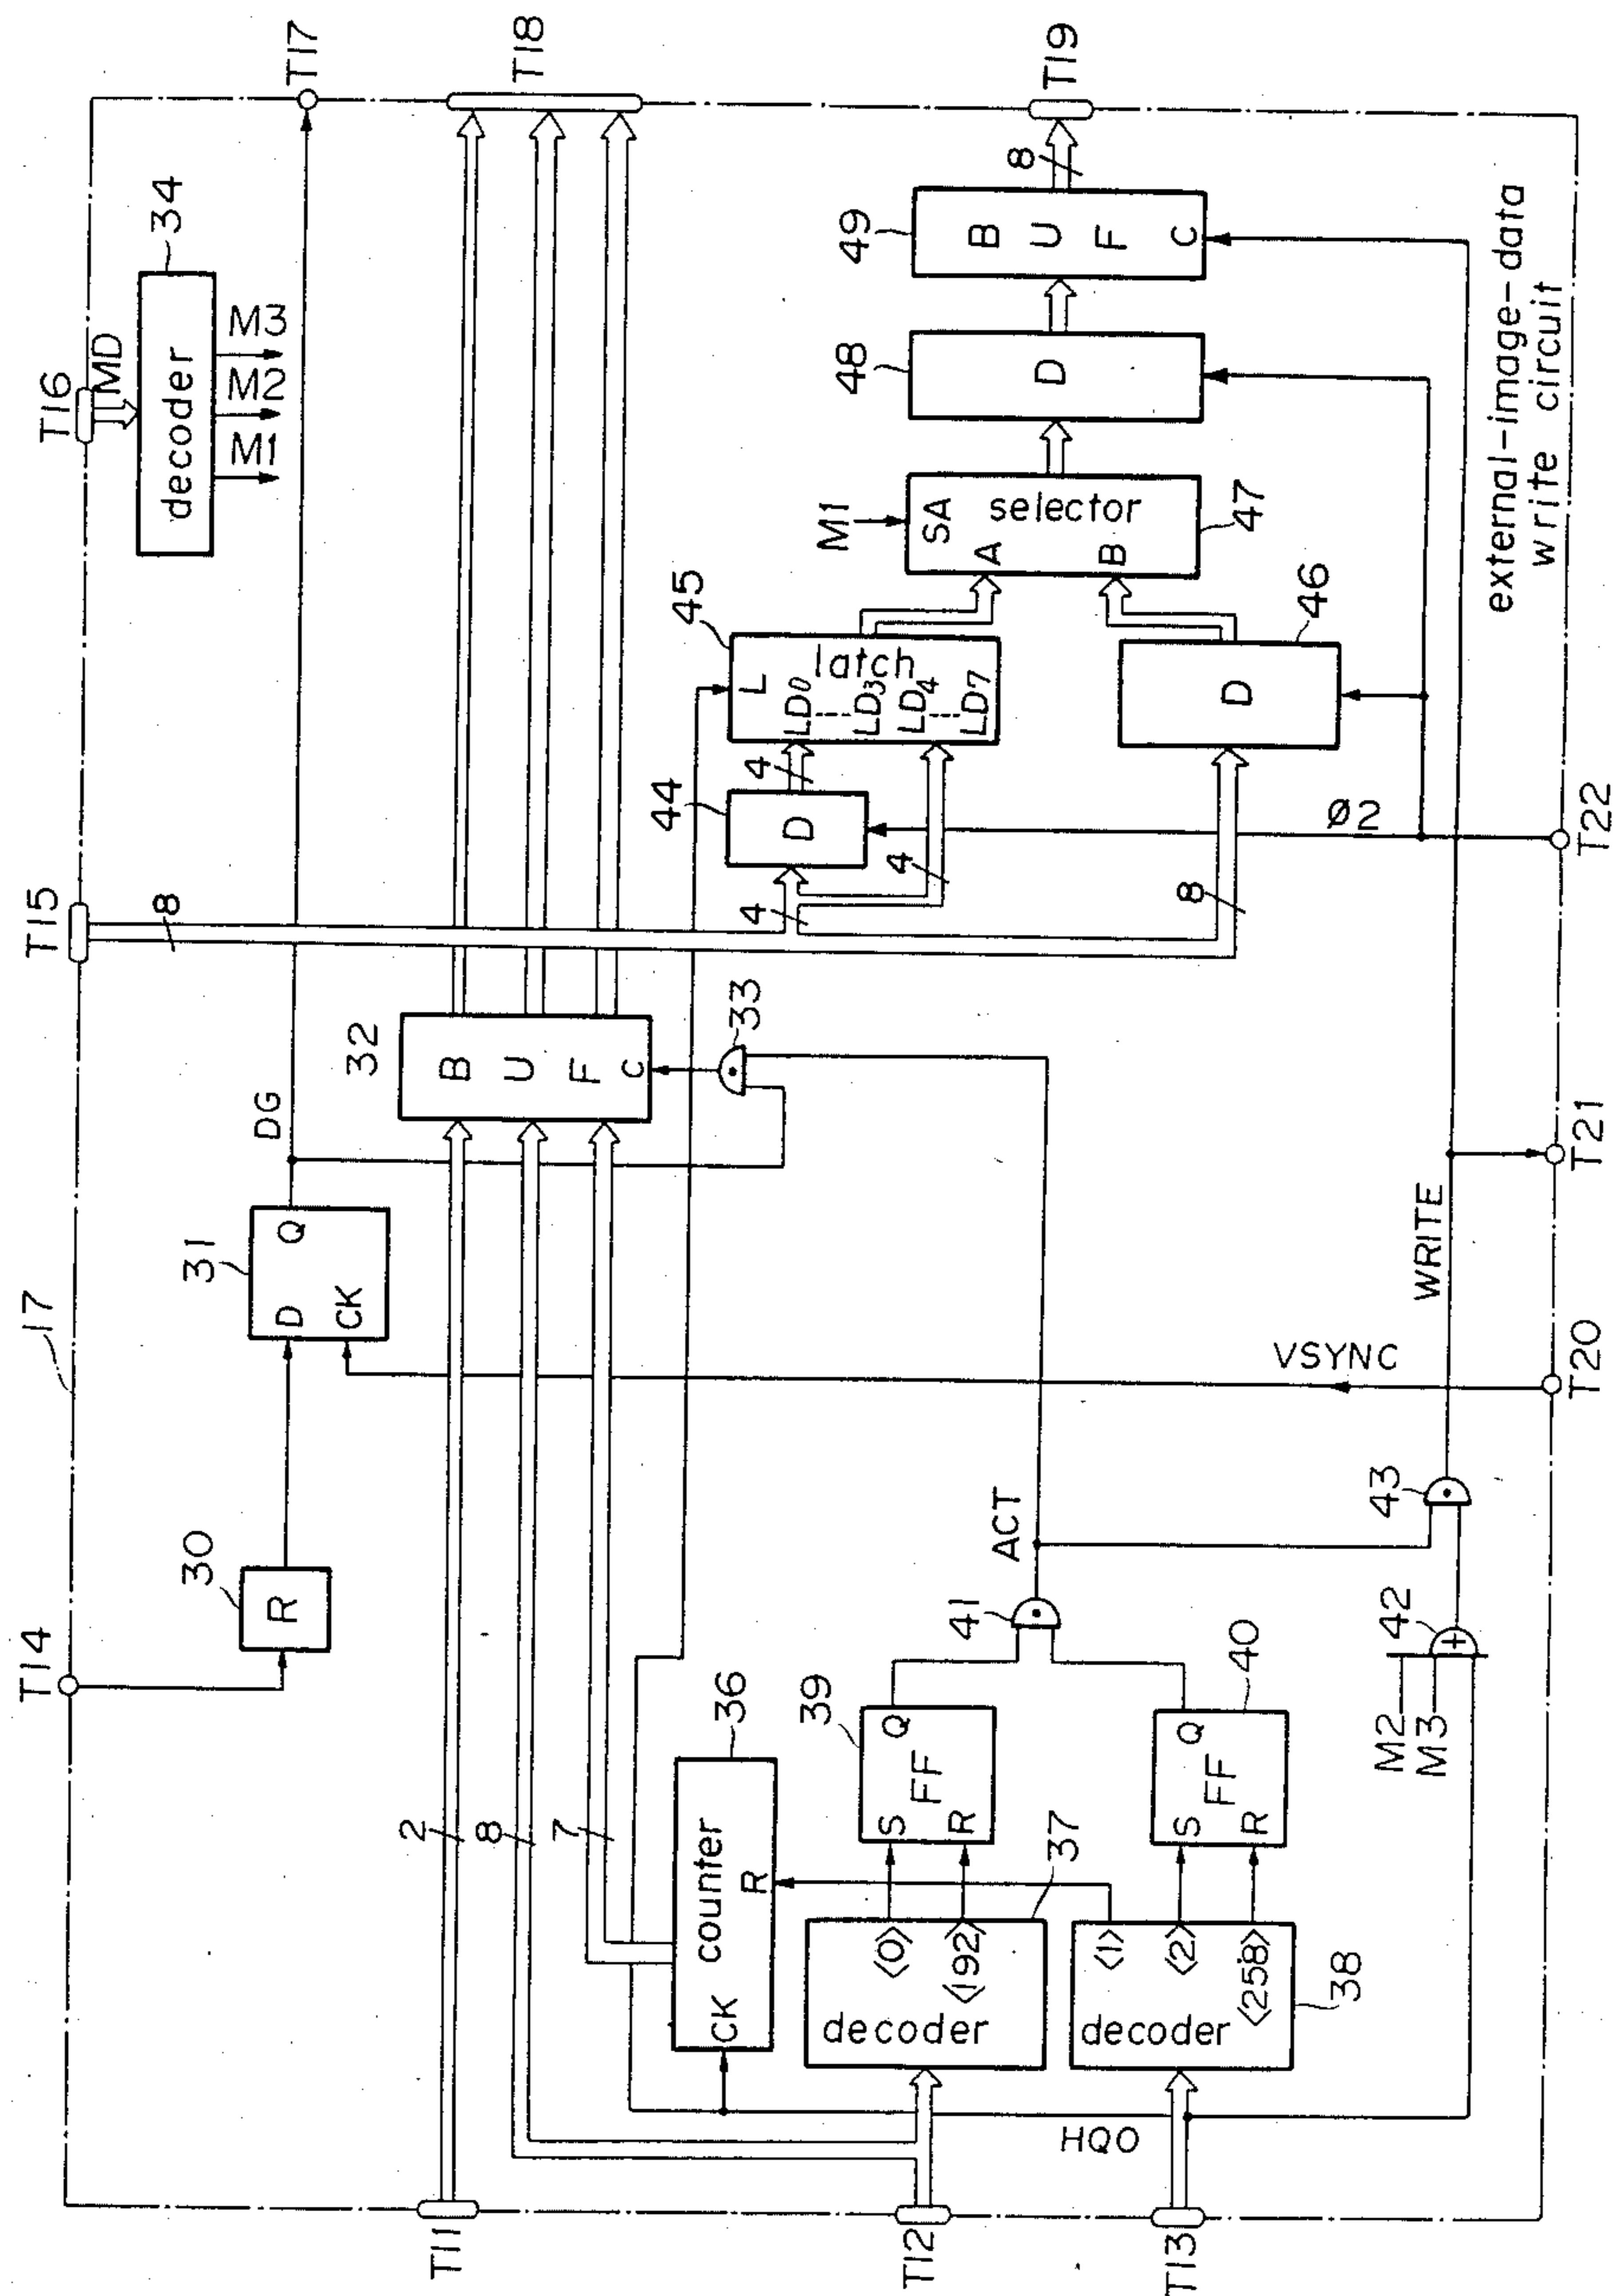 T14
T15
T16
17
30
R
31
D
Q
CK
DG
8
MD
34
decoder
M1
M2
M3
T17
T18
T11
2
8
7
32
B
U
F
C
33
36
counter
CK
R
44
D
4
4
4
45
L
latch
LD0
LD3
LD4
LD7
M1
SA
A
selector
B
47
46
D
8
48
D
49
B
U
F
C
8
T19
T12
decoder
<0>
<192>
37
39
S
Q
FF
R
41
ACT
T13
HQ0
decoder
<1>
<2>
<258>
38
40
S
Q
FF
R
M2
M3
42
+
43
WRITE
VSYNC
ø2
external-image-data
write circuit
T20
T21
T22